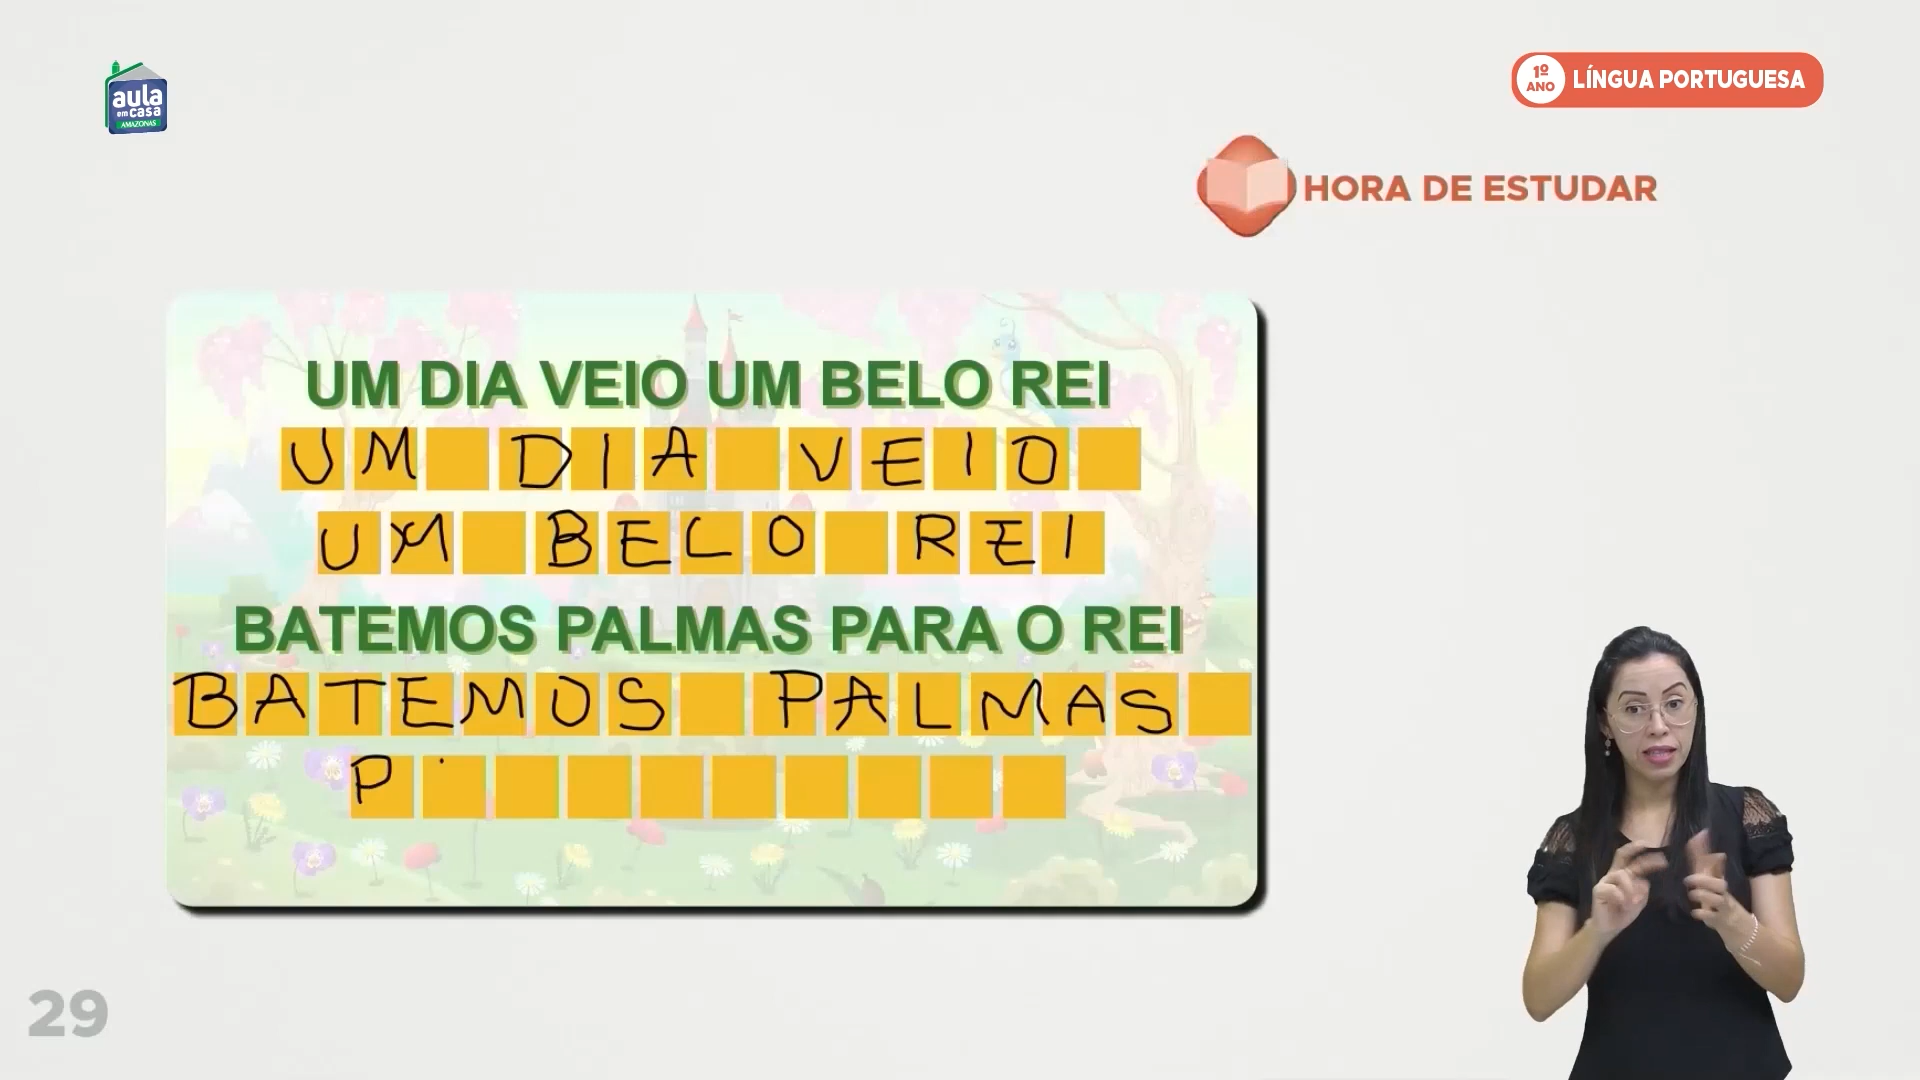 aula
em casa
AMAZONAS
1º
ANO
LÍNGUA PORTUGUESA
HORA DE ESTUDAR
UM DIA VEIO UM BELO REI
UM DIA VEIO
UM BELO REI
BATEMOS PALMAS PARA O REI
BATEMOS PALMAS
P
29